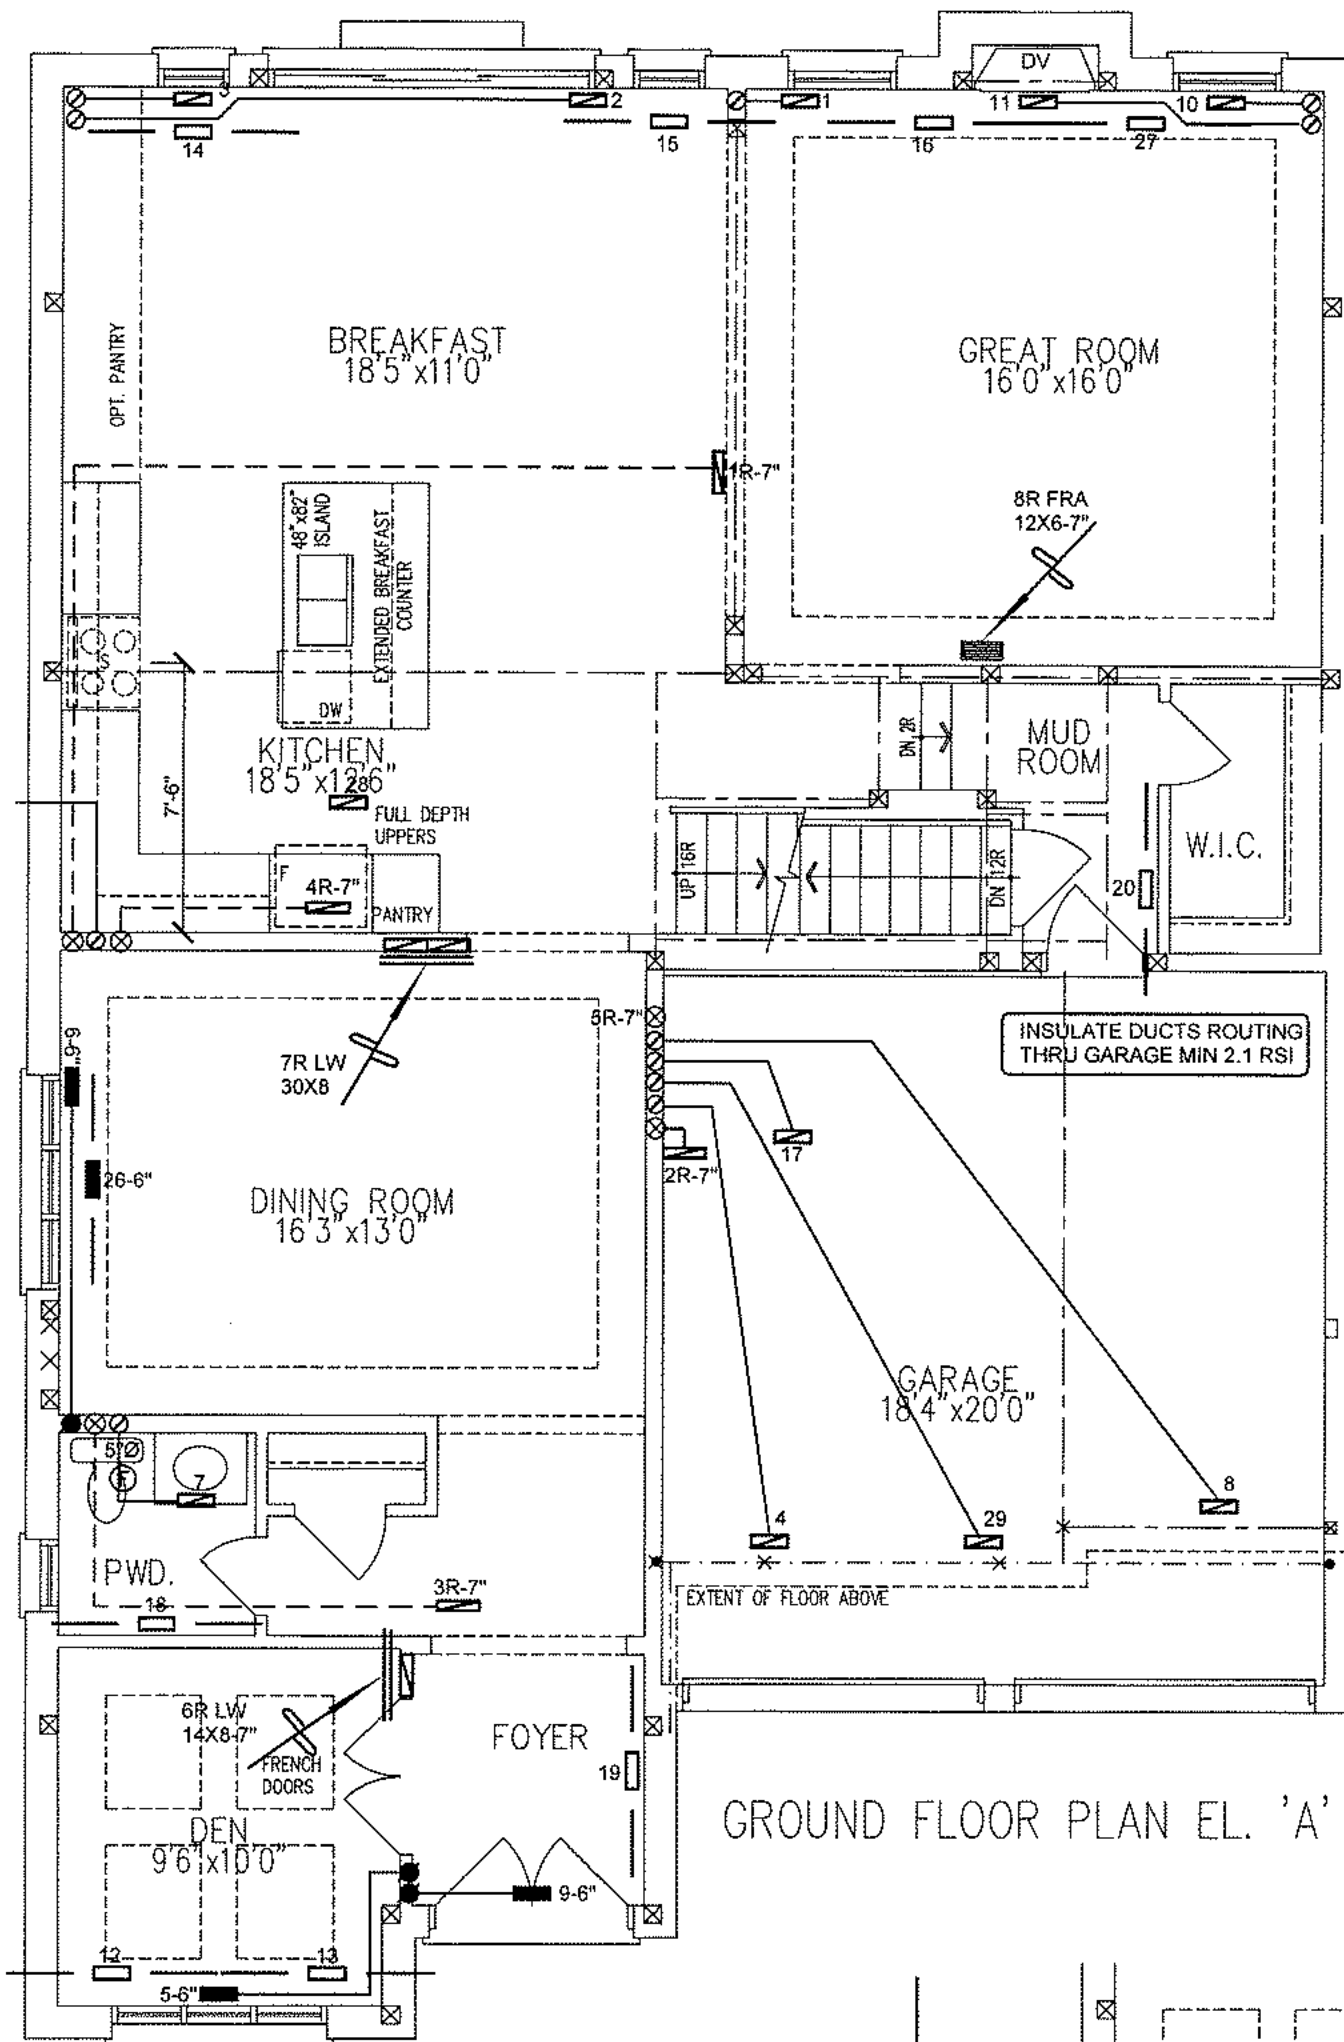 DV
3
2
1
11
10
14
15
16
27
OPT. PANTRY
BREAKFAST
18'5"x11'0"
GREAT ROOM
16'0"x16'0"
1R-7"
8R FRA
12X6-7"
48"x82"
ISLAND
EXTENDED BREAKFAST
COUNTER
S
DW
KITCHEN
18'5"x12'6"
28
7'-6"
FULL DEPTH
UPPERS
F
4R-7"
PANTRY
DN 2R
MUD
ROOM
UP 16R
DN 12R
W.I.C.
20
5R-7"
INSULATE DUCTS ROUTING
THRU GARAGE MIN 2.1 RSI
7R LW
30X8
17
2R-7"
26-6"
DINING ROOM
16'3"x13'0"
GARAGE
18'4"x20'0"
5"Ø
F
7
8
4
29
PWD.
3R-7"
EXTENT OF FLOOR ABOVE
18
6R LW
14X8-7"
FRENCH
DOORS
FOYER
19
DEN
9'6"x10'0"
GROUND FLOOR PLAN EL. 'A'
9-6"
12
13
5-6"